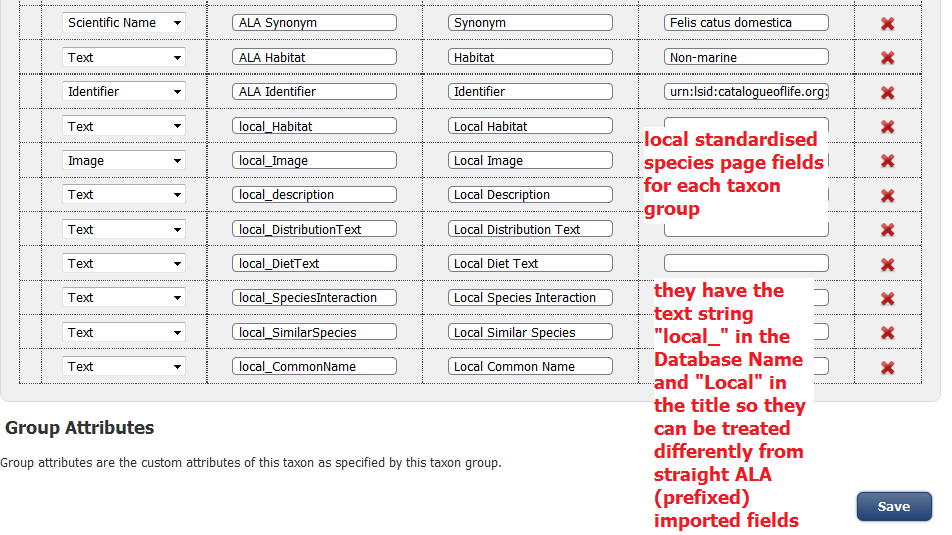 Scientific Name ALA Synonym Synonym Felis catus domestica
Text ALA Habitat Habitat Non-marine
Identifier ALA Identifier Identifier urn:lsid:catalogueoflife.org:
Text local_Habitat Local Habitat
Image local_Image Local Image
Text local_description Local Description
Text local_DistributionText Local Distribution Text
Text local_DietText Local Diet Text
Text local_SpeciesInteraction Local Species Interaction
Text local_SimilarSpecies Local Similar Species
Text local_CommonName Local Common Name
local standardised
species page fields
for each taxon
group
they have the
text string
"local_" in the
Database Name
and "Local" in
the title so they
can be treated
differently from
straight ALA
(prefixed)
imported fields
Group Attributes
Group attributes are the custom attributes of this taxon as specified by this taxon group.
Save